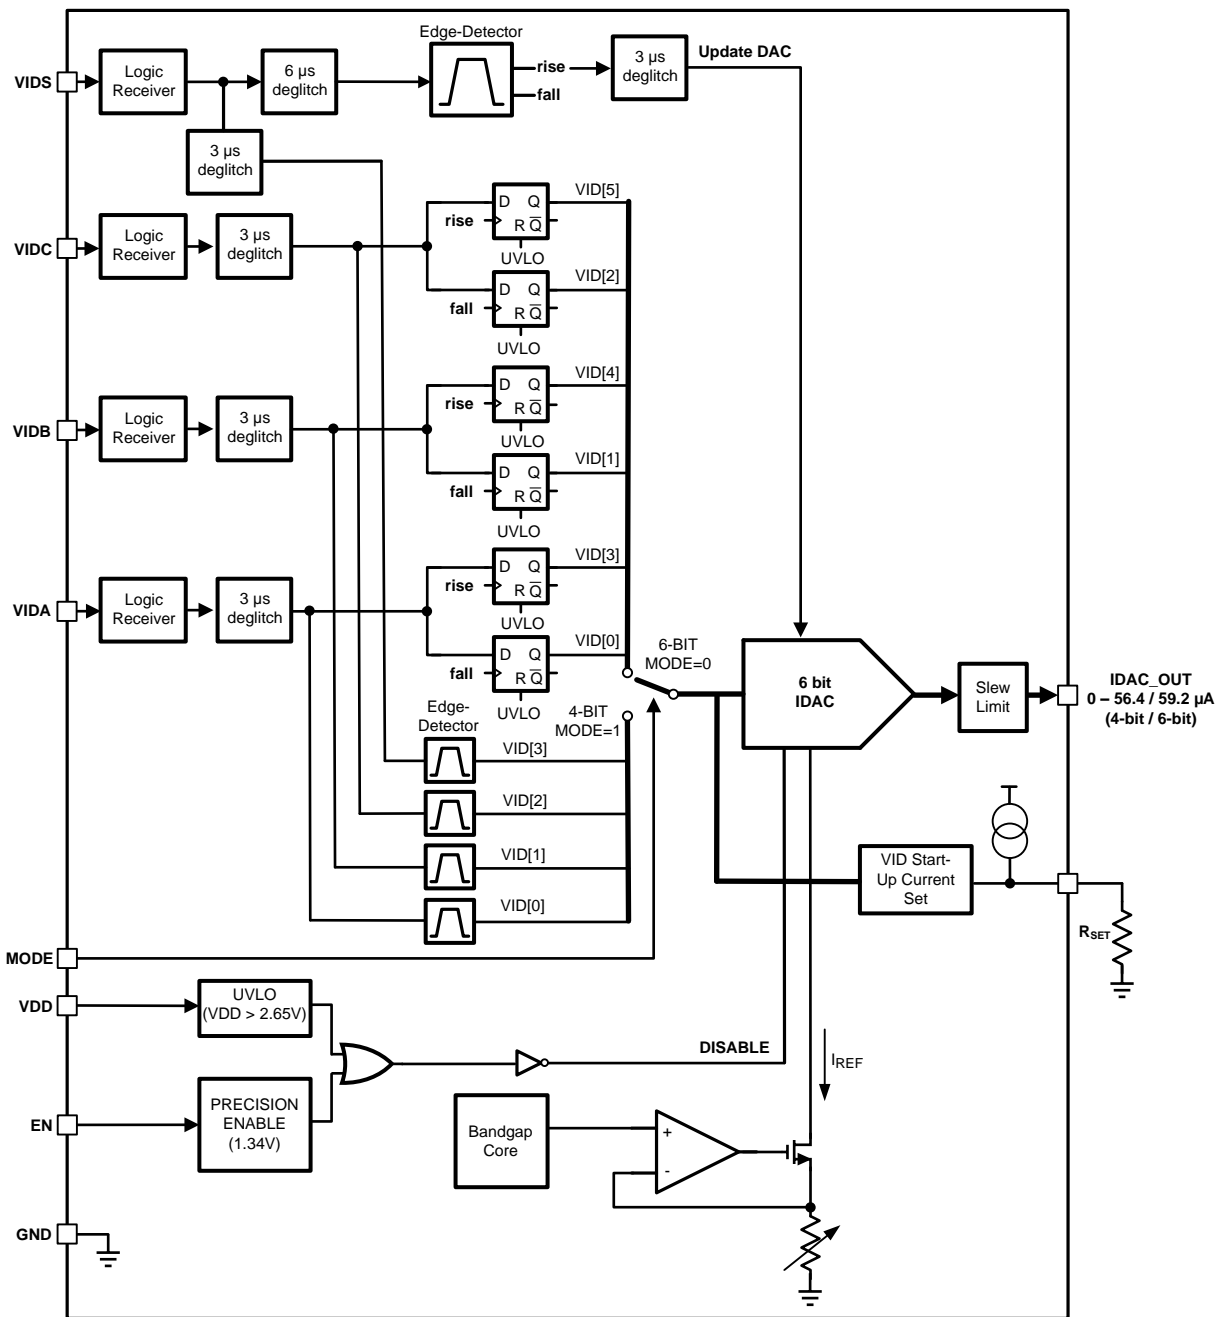 Edge-Detector
VIDS
Logic
Receiver
6 µs
deglitch
rise
fall
3 µs
deglitch
Update DAC
3 µs
deglitch
VIDC
Logic
Receiver
3 µs
deglitch
rise
D Q
R Q
UVLO
VID[5]
fall
D Q
R Q
UVLO
VID[2]
VIDB
Logic
Receiver
3 µs
deglitch
rise
D Q
R Q
UVLO
VID[4]
fall
D Q
R Q
UVLO
VID[1]
VIDA
Logic
Receiver
3 µs
deglitch
rise
D Q
R Q
UVLO
VID[3]
fall
D Q
R Q
UVLO
VID[0]
6-BIT
MODE=0
4-BIT
MODE=1
6 bit
IDAC
Slew
Limit
IDAC_OUT
0 – 56.4 / 59.2 µA
(4-bit / 6-bit)
Edge-
Detector
VID[3]
VID[2]
VID[1]
VID[0]
VID Start-
Up Current
Set
RSET
MODE
VDD
UVLO
(VDD > 2.65V)
DISABLE
IREF
EN
PRECISION
ENABLE
(1.34V)
Bandgap
Core
+
-
GND